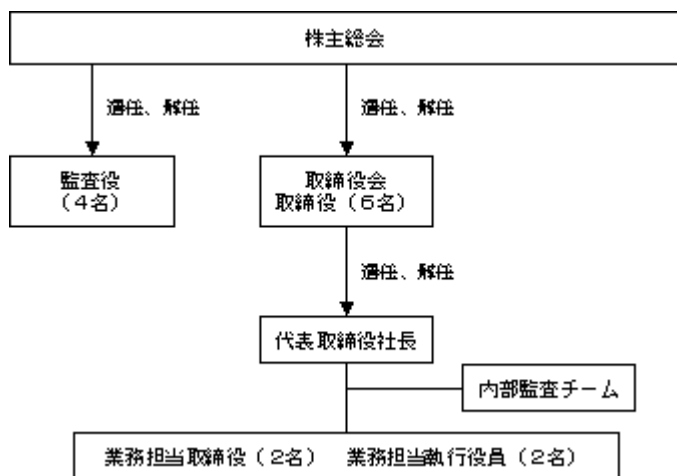 株主総会
選任、解任
選任、解任
監査役
（４名）
取締役会
取締役（６名）
選任、解任
代表取締役社長
内部監査チーム
業務担当取締役（２名）　業務担当執行役員（２名）